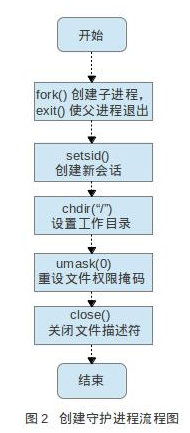 开始
fork() 创建子进程，
exit() 使父进程退出
setsid()
创建新会话
chdir(“/”)
设置工作目录
umask(0)
重设文件权限掩码
close()
关闭文件描述符
结束
图 2 创建守护进程流程图